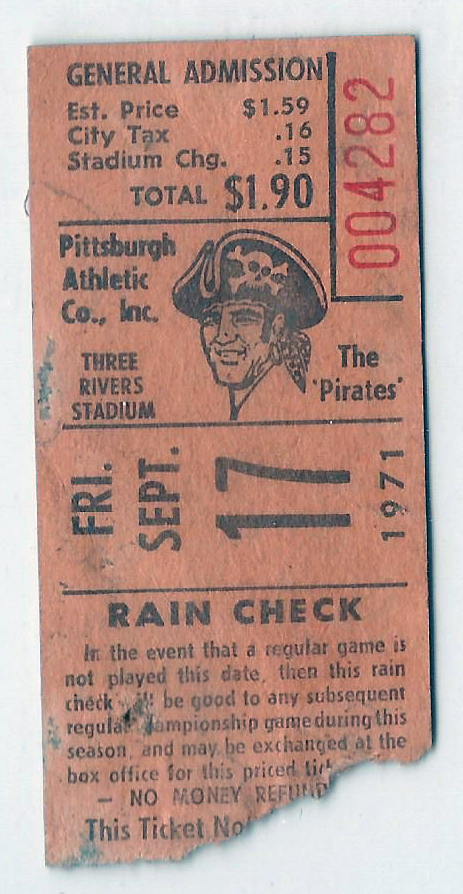 GENERAL ADMISSION
Est. Price $1.59
City Tax .16
Stadium Chg. .15
TOTAL $1.90
004282
Pittsburgh
Athletic
Co., Inc.
THREE
RIVERS
STADIUM
The
'Pirates'
FRI.
SEPT.
17
1971
RAIN CHECK
In the event that a regular game is
not played this date, then this rain
check will be good to any subsequent
regular championship game during this
season and may be exchanged at the
box office for this priced
— NO MONEY REFUND
This Ticket